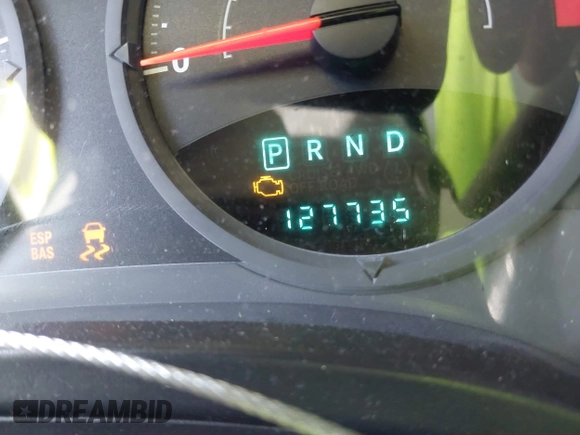 0
P R N D
127735
ESP
BAS
DREAMBID